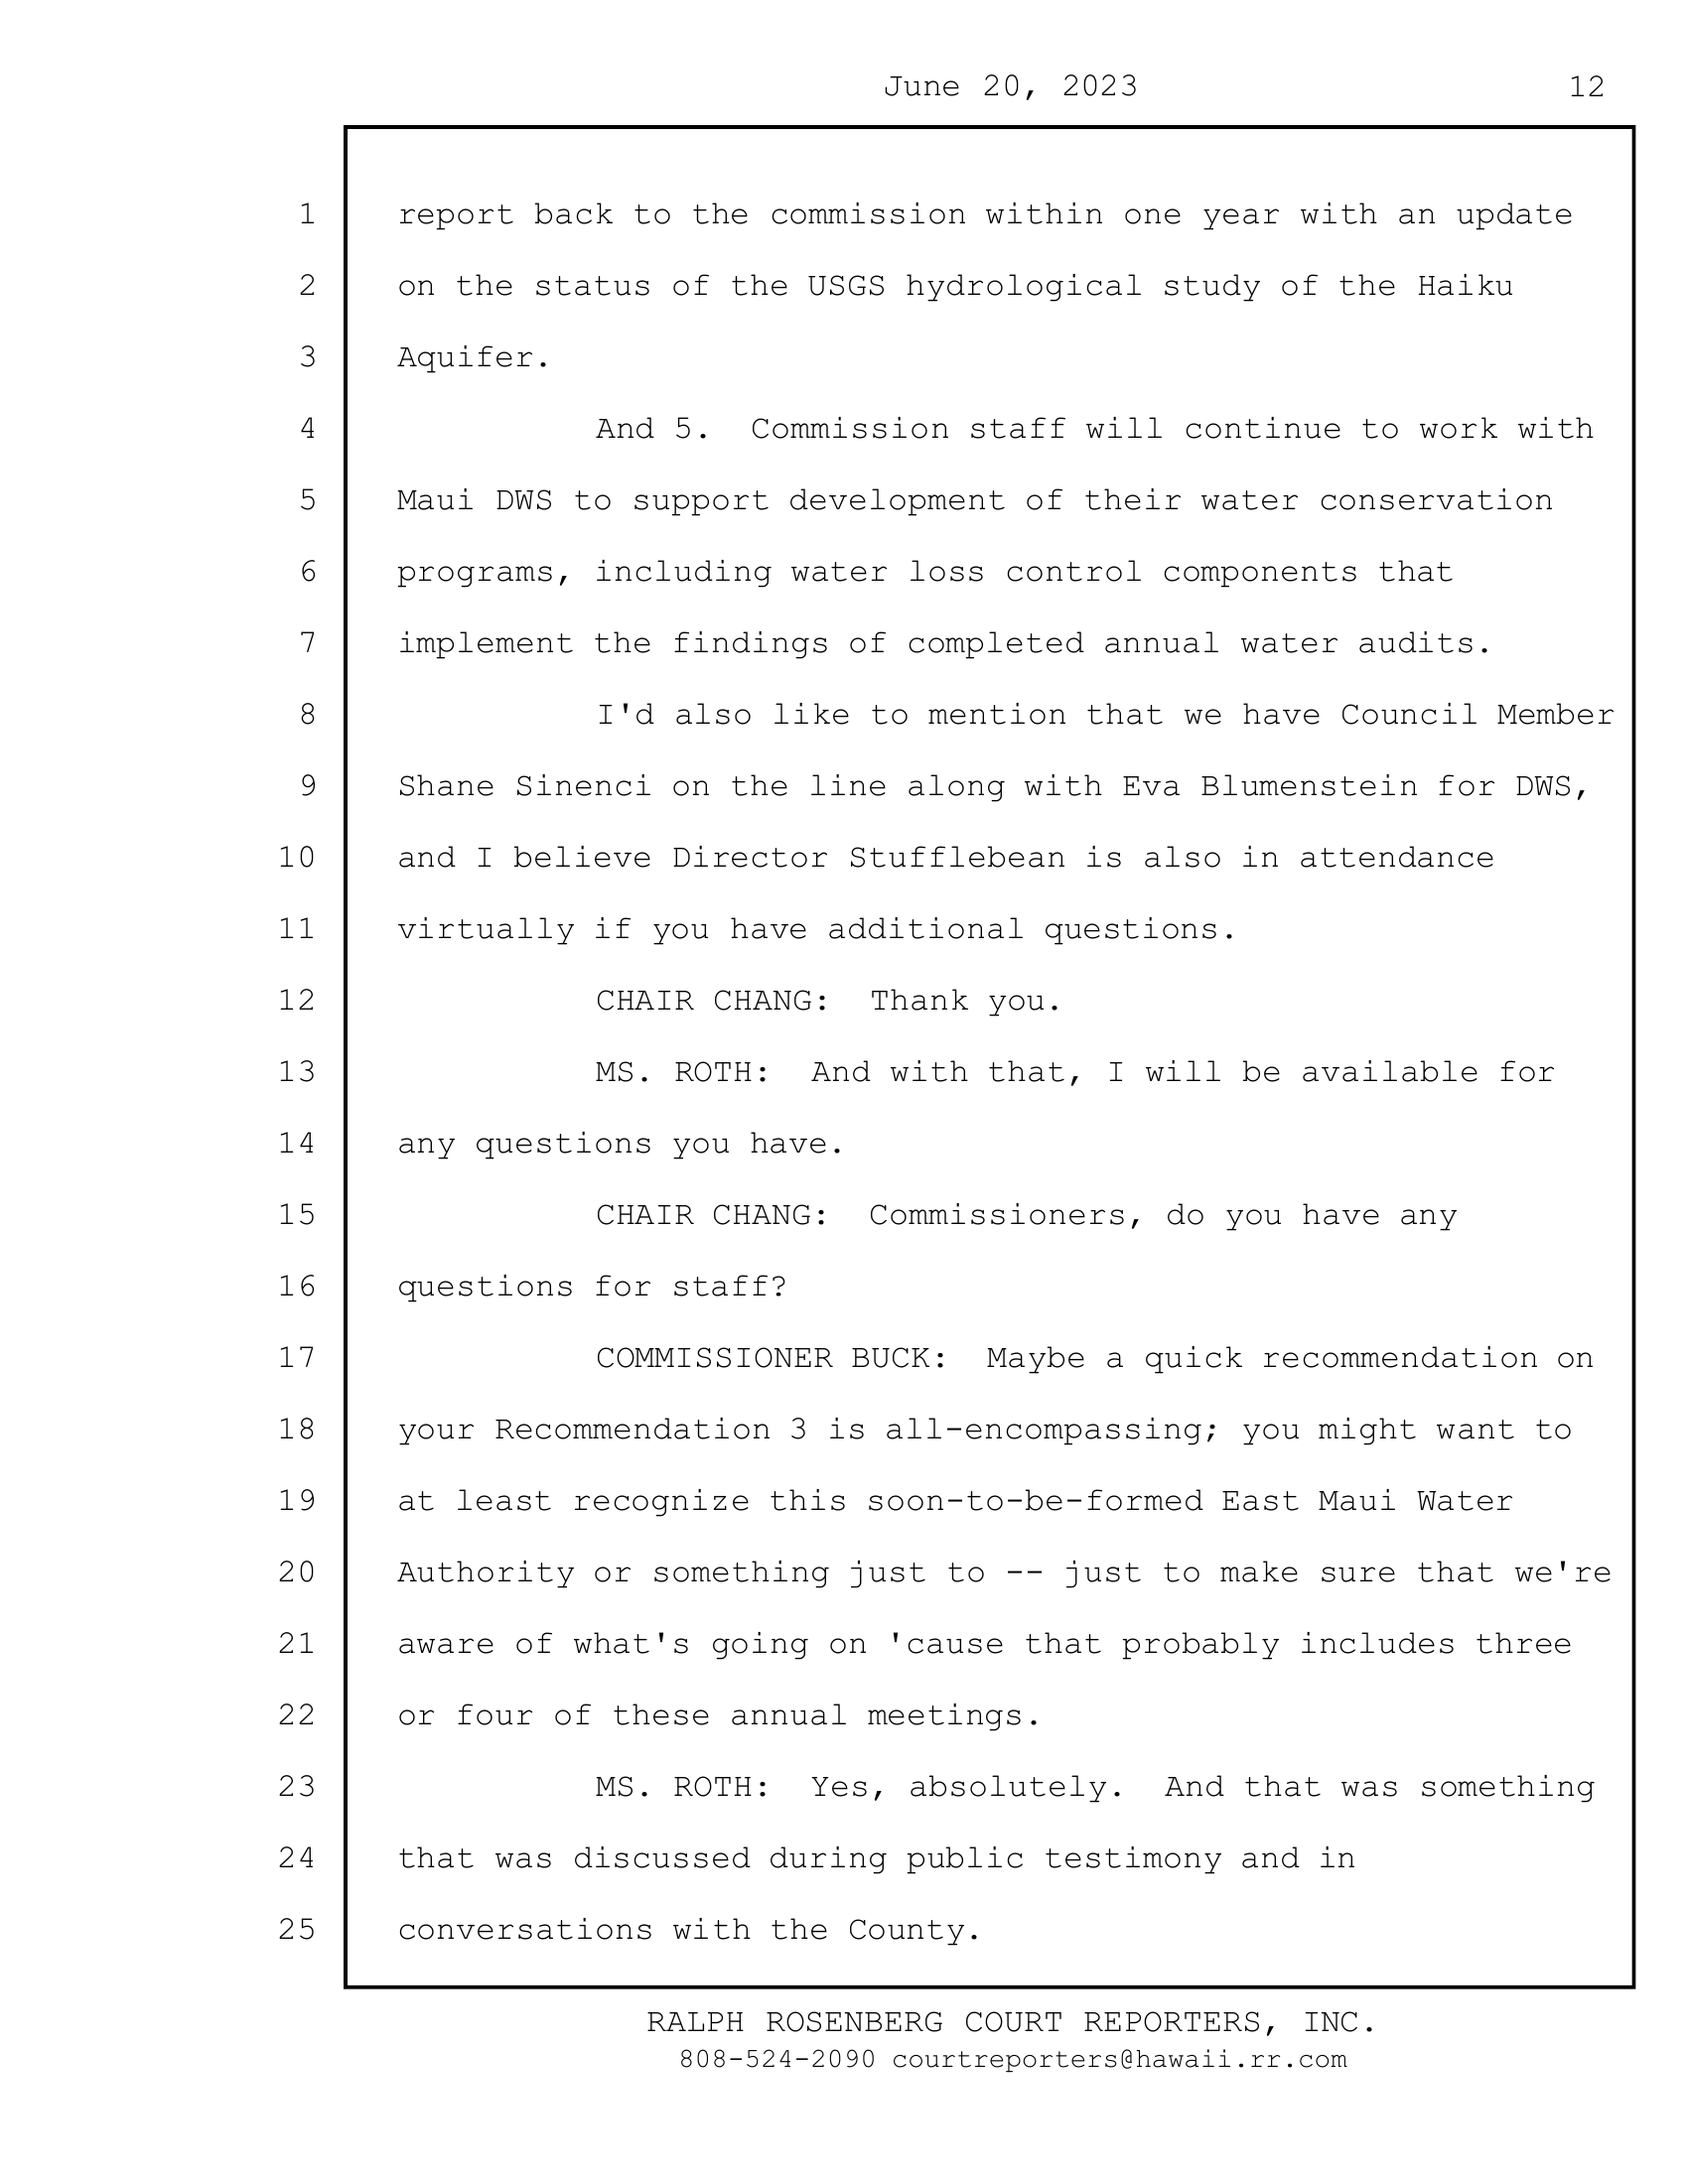 June 20, 2023 12
1 report back to the commission within one year with an update
2 on the status of the USGS hydrological study of the Haiku
3 Aquifer.
4 And 5.  Commission staff will continue to work with
5 Maui DWS to support development of their water conservation
6 programs, including water loss control components that
7 implement the findings of completed annual water audits.
8 I'd also like to mention that we have Council Member
9 Shane Sinenci on the line along with Eva Blumenstein for DWS,
10 and I believe Director Stufflebean is also in attendance
11 virtually if you have additional questions.
12 CHAIR CHANG:  Thank you.
13 MS. ROTH:  And with that, I will be available for
14 any questions you have.
15 CHAIR CHANG:  Commissioners, do you have any
16 questions for staff?
17 COMMISSIONER BUCK:  Maybe a quick recommendation on
18 your Recommendation 3 is all-encompassing; you might want to
19 at least recognize this soon-to-be-formed East Maui Water
20 Authority or something just to -- just to make sure that we're
21 aware of what's going on 'cause that probably includes three
22 or four of these annual meetings.
23 MS. ROTH:  Yes, absolutely.  And that was something
24 that was discussed during public testimony and in
25 conversations with the County.
RALPH ROSENBERG COURT REPORTERS, INC.
808-524-2090 courtreporters@hawaii.rr.com